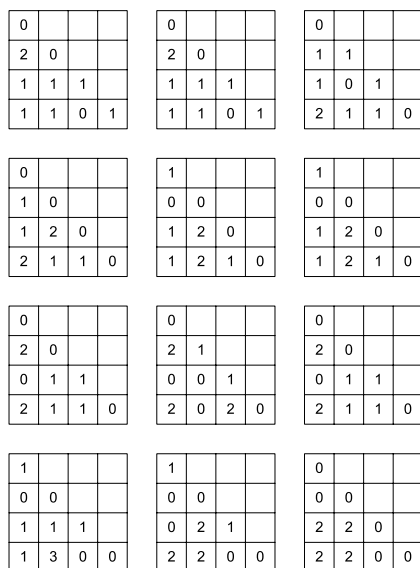 0 0 0
2 0 2 0 1 1
1 1 1 1 1 1 1 0 1
1 1 0 1 1 1 0 1 2 1 1 0
0 1 1
1 0 0 0 0 0
1 2 0 1 2 0 1 2 0
2 1 1 0 1 2 1 0 1 2 1 0
0 0 0
2 0 2 1 2 0
0 1 1 0 0 1 0 1 1
2 1 1 0 2 0 2 0 2 1 1 0
1 1 0
0 0 0 0 0 0
1 1 1 0 2 1 2 2 0
1 3 0 0 2 2 0 0 2 2 0 0